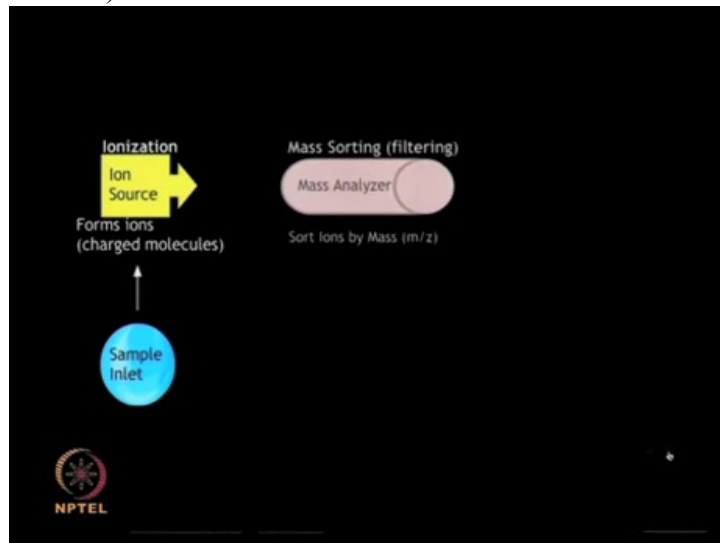 Ionization
Ion
Source
Forms ions
(charged molecules)
Sample
Inlet
Mass Sorting (filtering)
Mass Analyzer
Sort Ions by Mass (m/z)
NPTEL